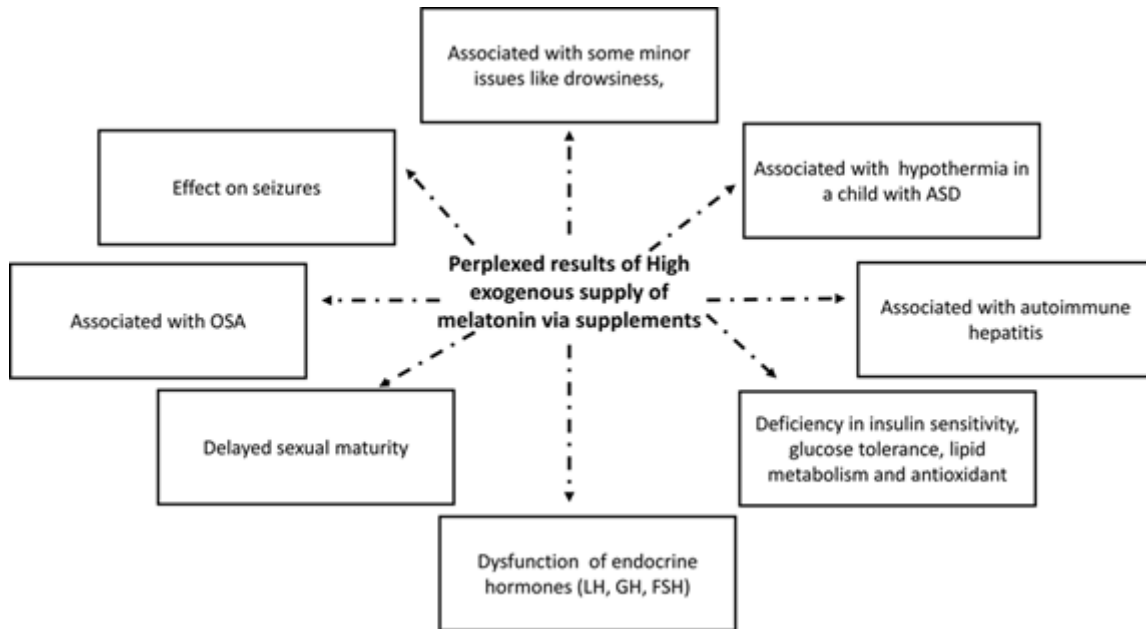 Associated with some minor
issues like drowsiness,
Effect on seizures
Associated with hypothermia in
a child with ASD
Perplexed results of High
exogenous supply of
melatonin via supplements
Associated with OSA
Associated with autoimmune
hepatitis
Delayed sexual maturity
Deficiency in insulin sensitivity,
glucose tolerance, lipid
metabolism and antioxidant
Dysfunction of endocrine
hormones (LH, GH, FSH)